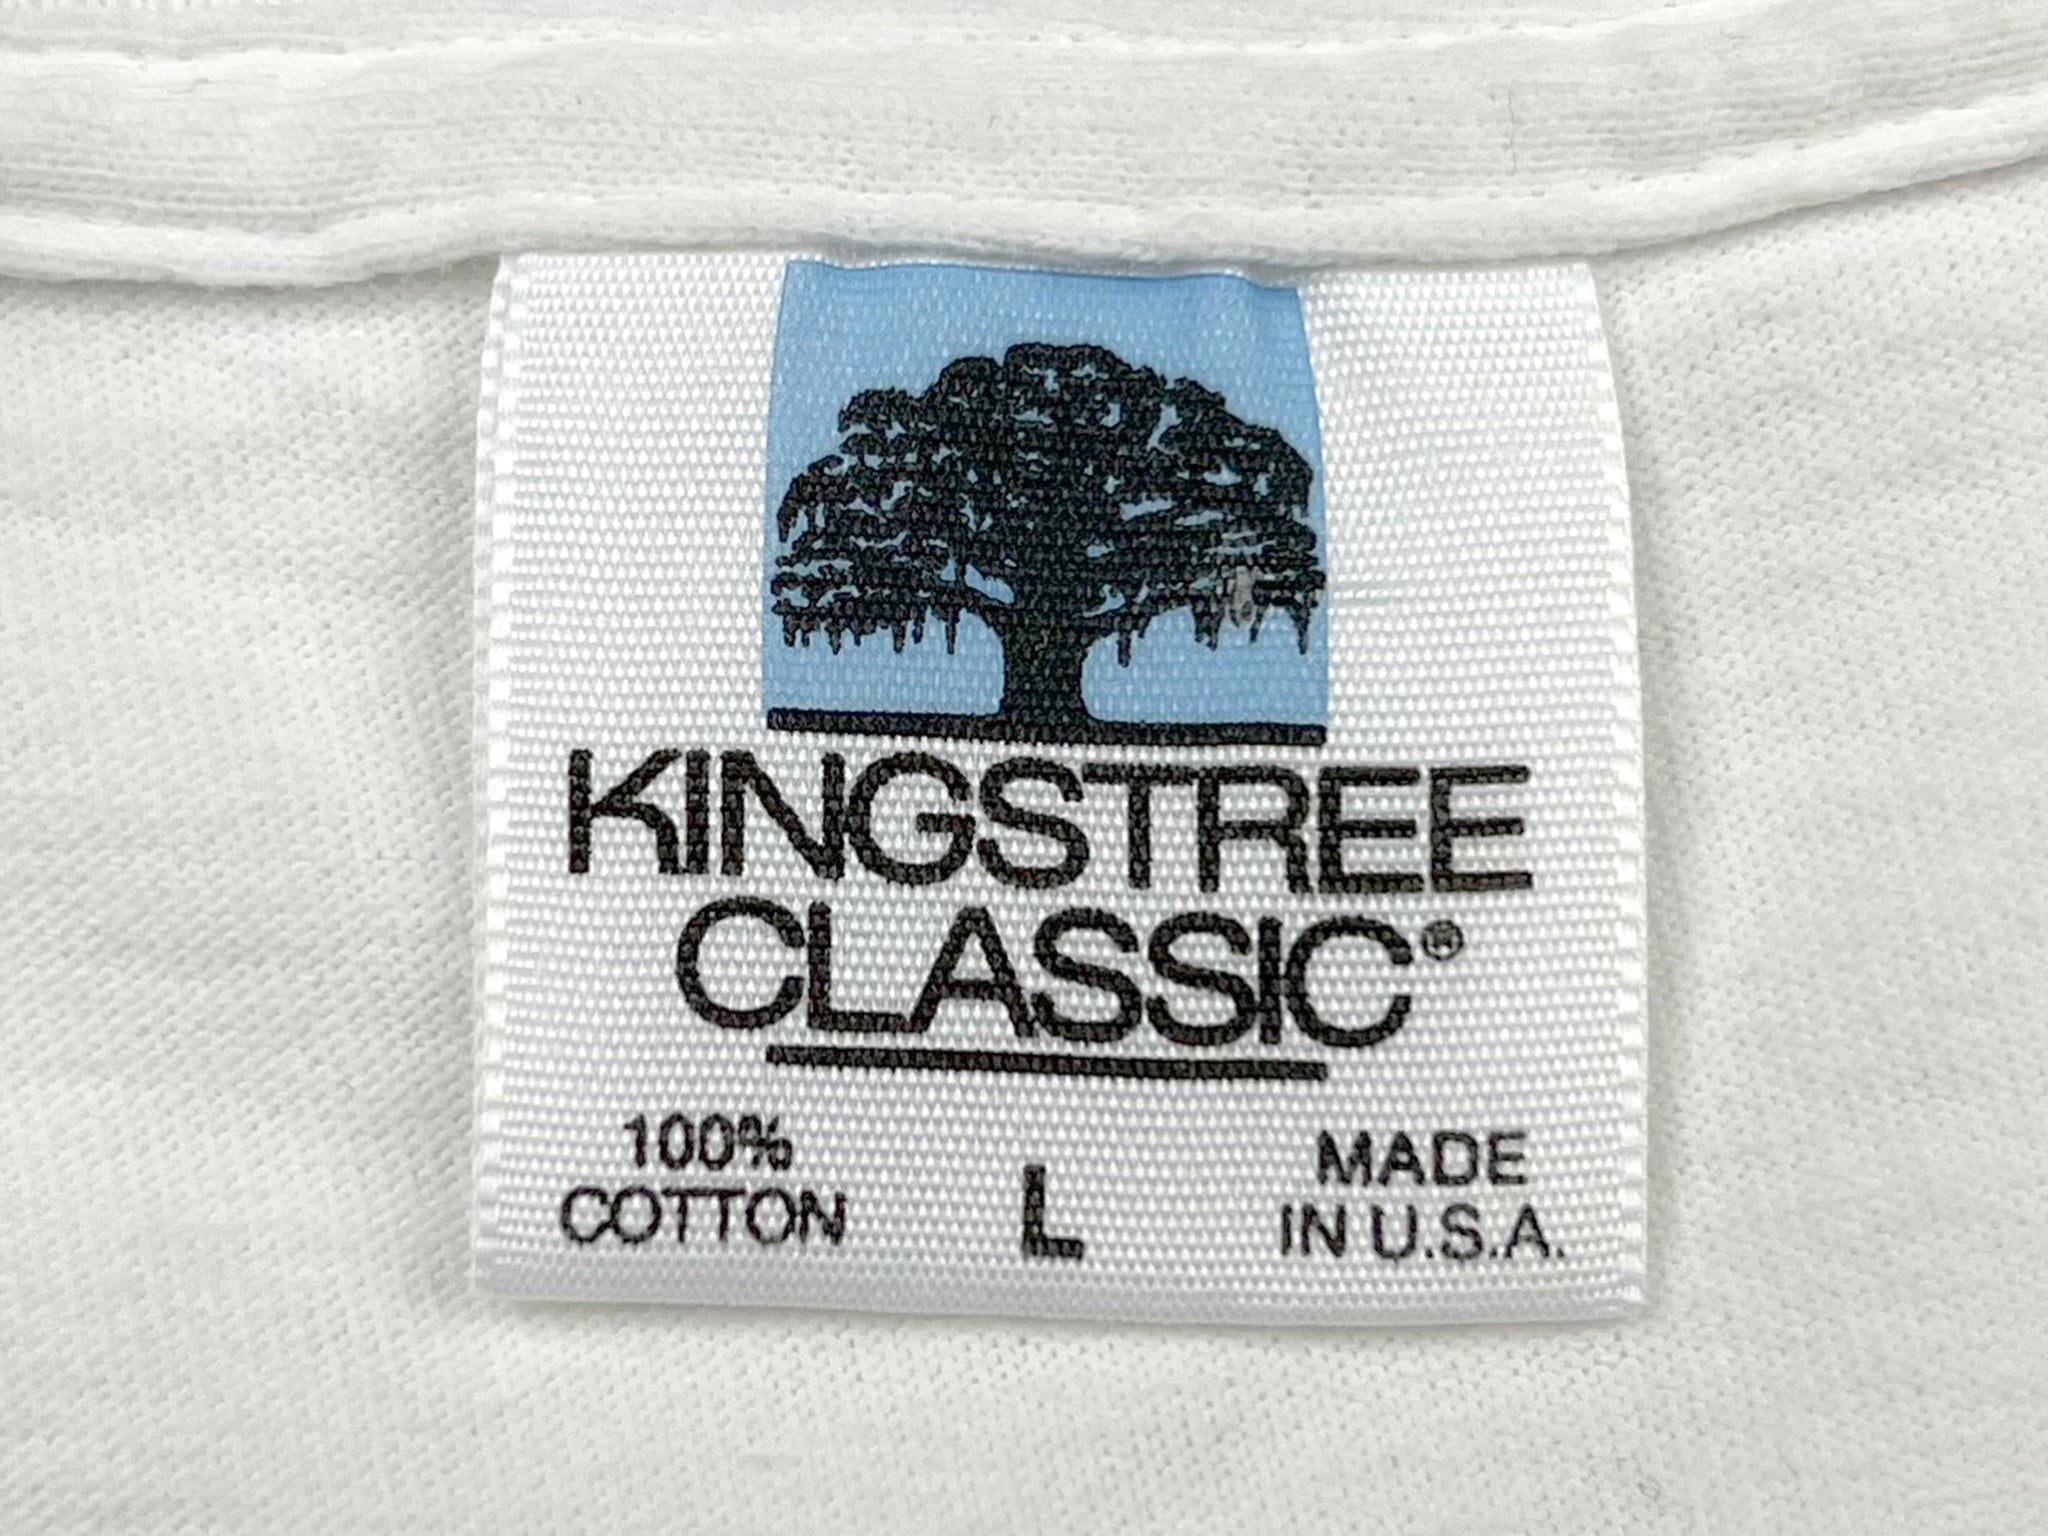 KINGSTREE
CLASSIC®
100%
COTTON
L
MADE
IN U.S.A.